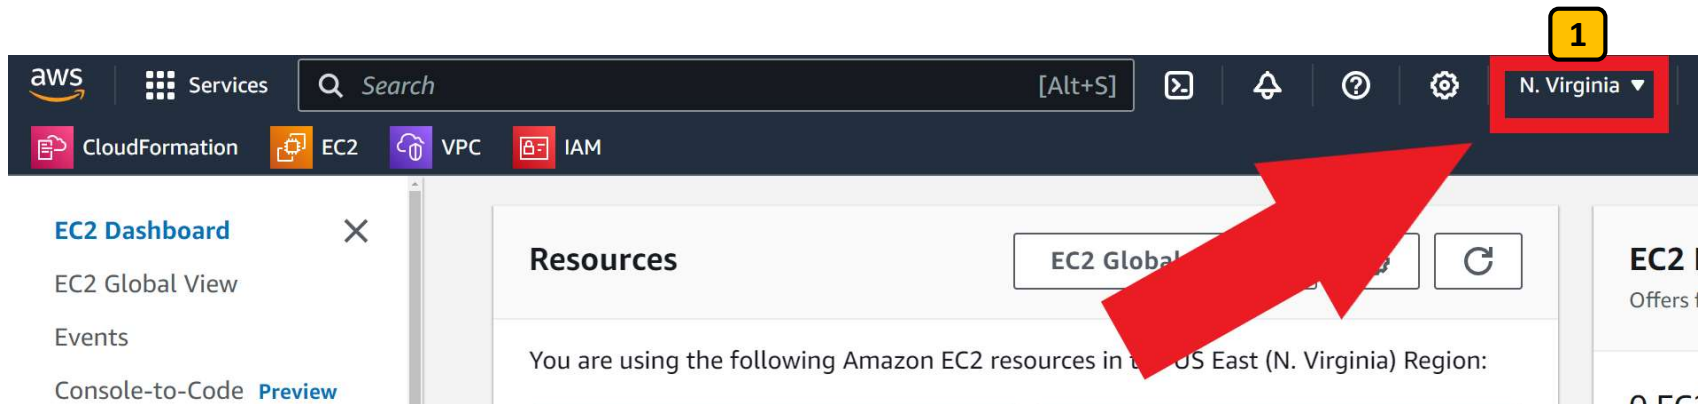 1
aws Services Search [Alt+S] N. Virginia
CloudFormation EC2 VPC IAM
EC2 Dashboard
EC2 Global View
Events
Console-to-Code Preview
Resources
EC2 Global
You are using the following Amazon EC2 resources in US East (N. Virginia) Region:
EC2
Offers